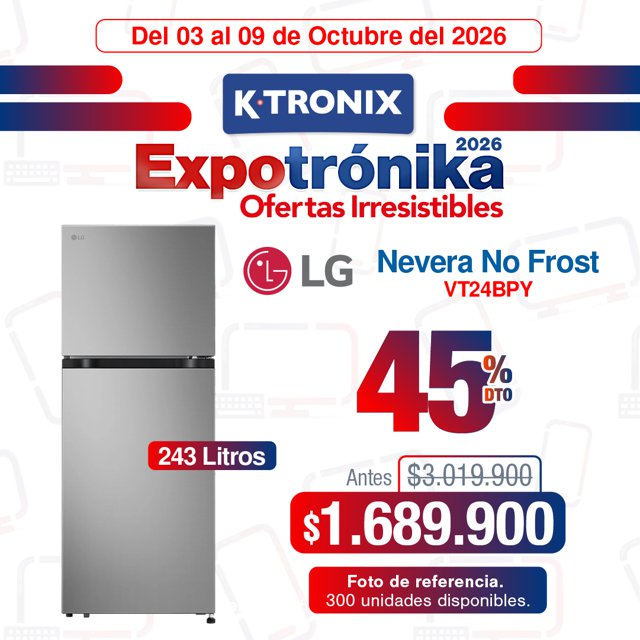 Del 03 al 09 de Octubre del 2026
K•TRONIX
Expotrónika 2026
Ofertas Irresistibles
LG
LG
Nevera No Frost
VT24BPY
45% DTO
243 Litros
Antes $3.019.900
$1.689.900
Foto de referencia.
300 unidades disponibles.